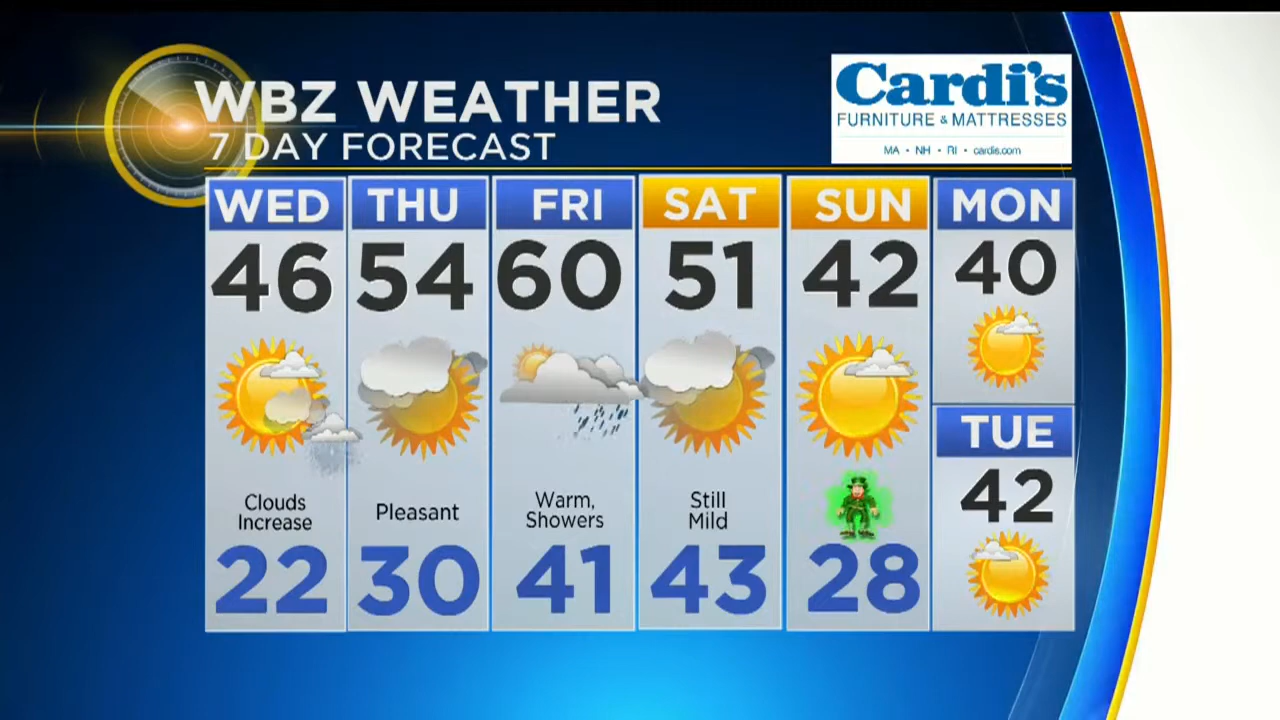 WBZ WEATHER
7 DAY FORECAST
Cardi's
FURNITURE & MATTRESSES
MA • NH • RI • cardis.com
WED
46
Clouds
Increase
22
THU
54
Pleasant
30
FRI
60
Warm,
Showers
41
SAT
51
Still
Mild
43
SUN
42
28
MON
40
TUE
42